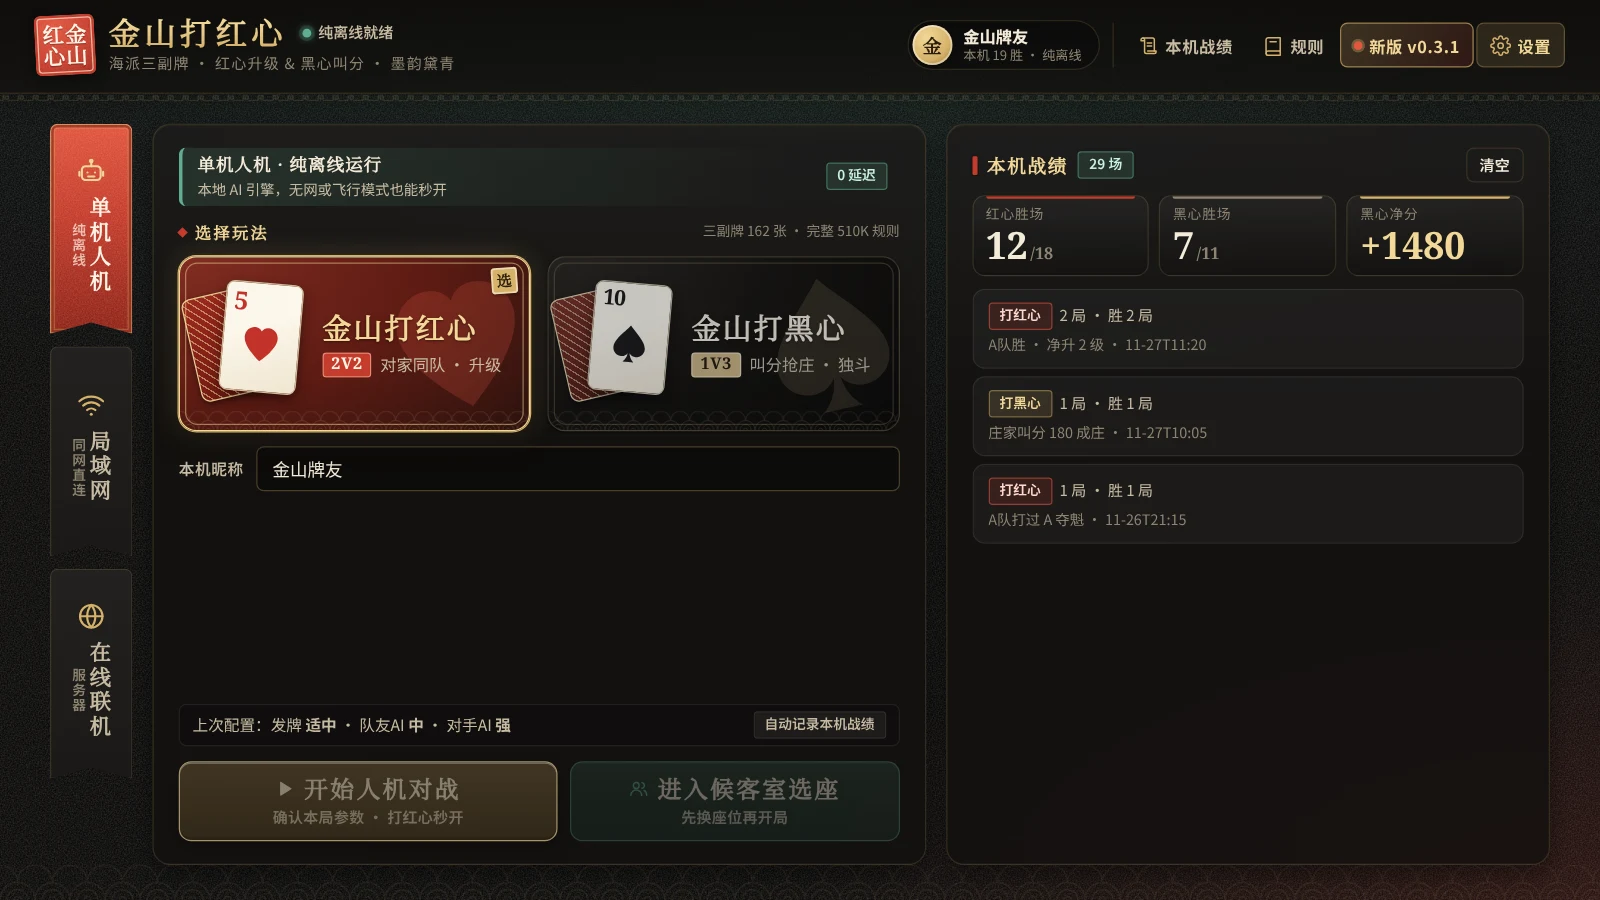 红金
心山
金山打红心
纯离线就绪
海派三副牌 · 红心升级 & 黑心叫分 · 墨韵黛青
金
金山牌友
本机 19 胜 · 纯离线
本机战绩
规则
新版 v0.3.1
设置
单机人机
纯离线
局域网
同网直连
在线联机
服务器
单机人机 · 纯离线运行
本地 AI 引擎，无网或飞行模式也能秒开
0 延迟
选择玩法
三副牌 162 张 · 完整 510K 规则
5
选
金山打红心
2V2 对家同队 · 升级
10
金山打黑心
1V3 叫分抢庄 · 独斗
本机昵称
金山牌友
上次配置：发牌 适中 · 队友AI 中 · 对手AI 强
自动记录本机战绩
开始人机对战
确认本局参数 · 打红心秒开
进入候客室选座
先换座位再开局
本机战绩
29 场
清空
红心胜场
12/18
黑心胜场
7/11
黑心净分
+1480
打红心 2 局 · 胜 2 局
A队胜 · 净升 2 级 · 11-27T11:20
打黑心 1 局 · 胜 1 局
庄家叫分 180 成庄 · 11-27T10:05
打红心 1 局 · 胜 1 局
A队打过 A 夺魁 · 11-26T21:15